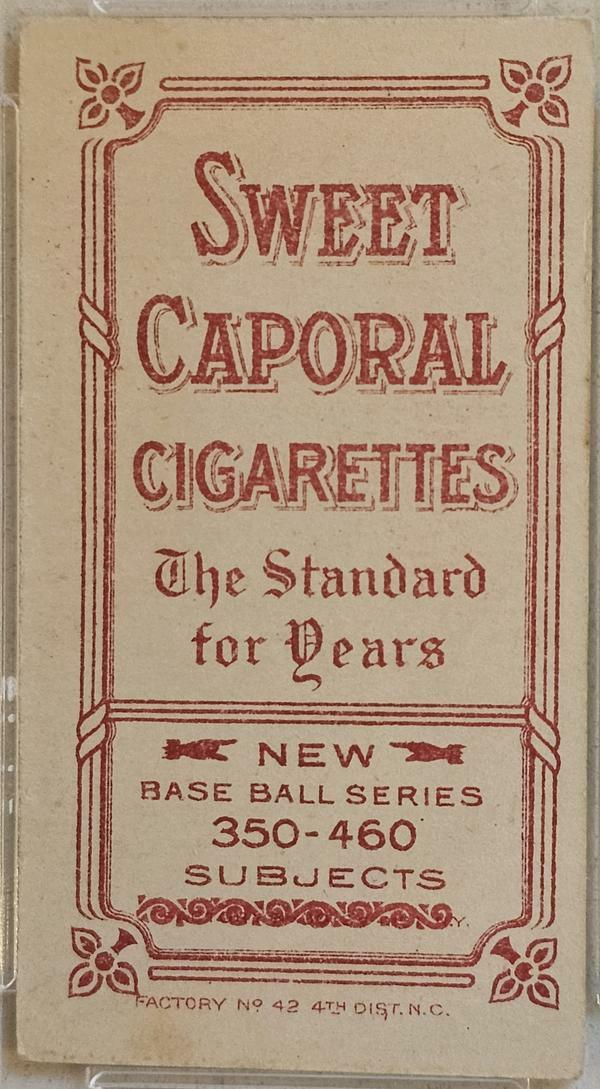 SWEET
CAPORAL
CIGARETTES
The Standard
for Years
NEW
BASE BALL SERIES
350-460
SUBJECTS
FACTORY Nº 42 4TH DIST. N.C.